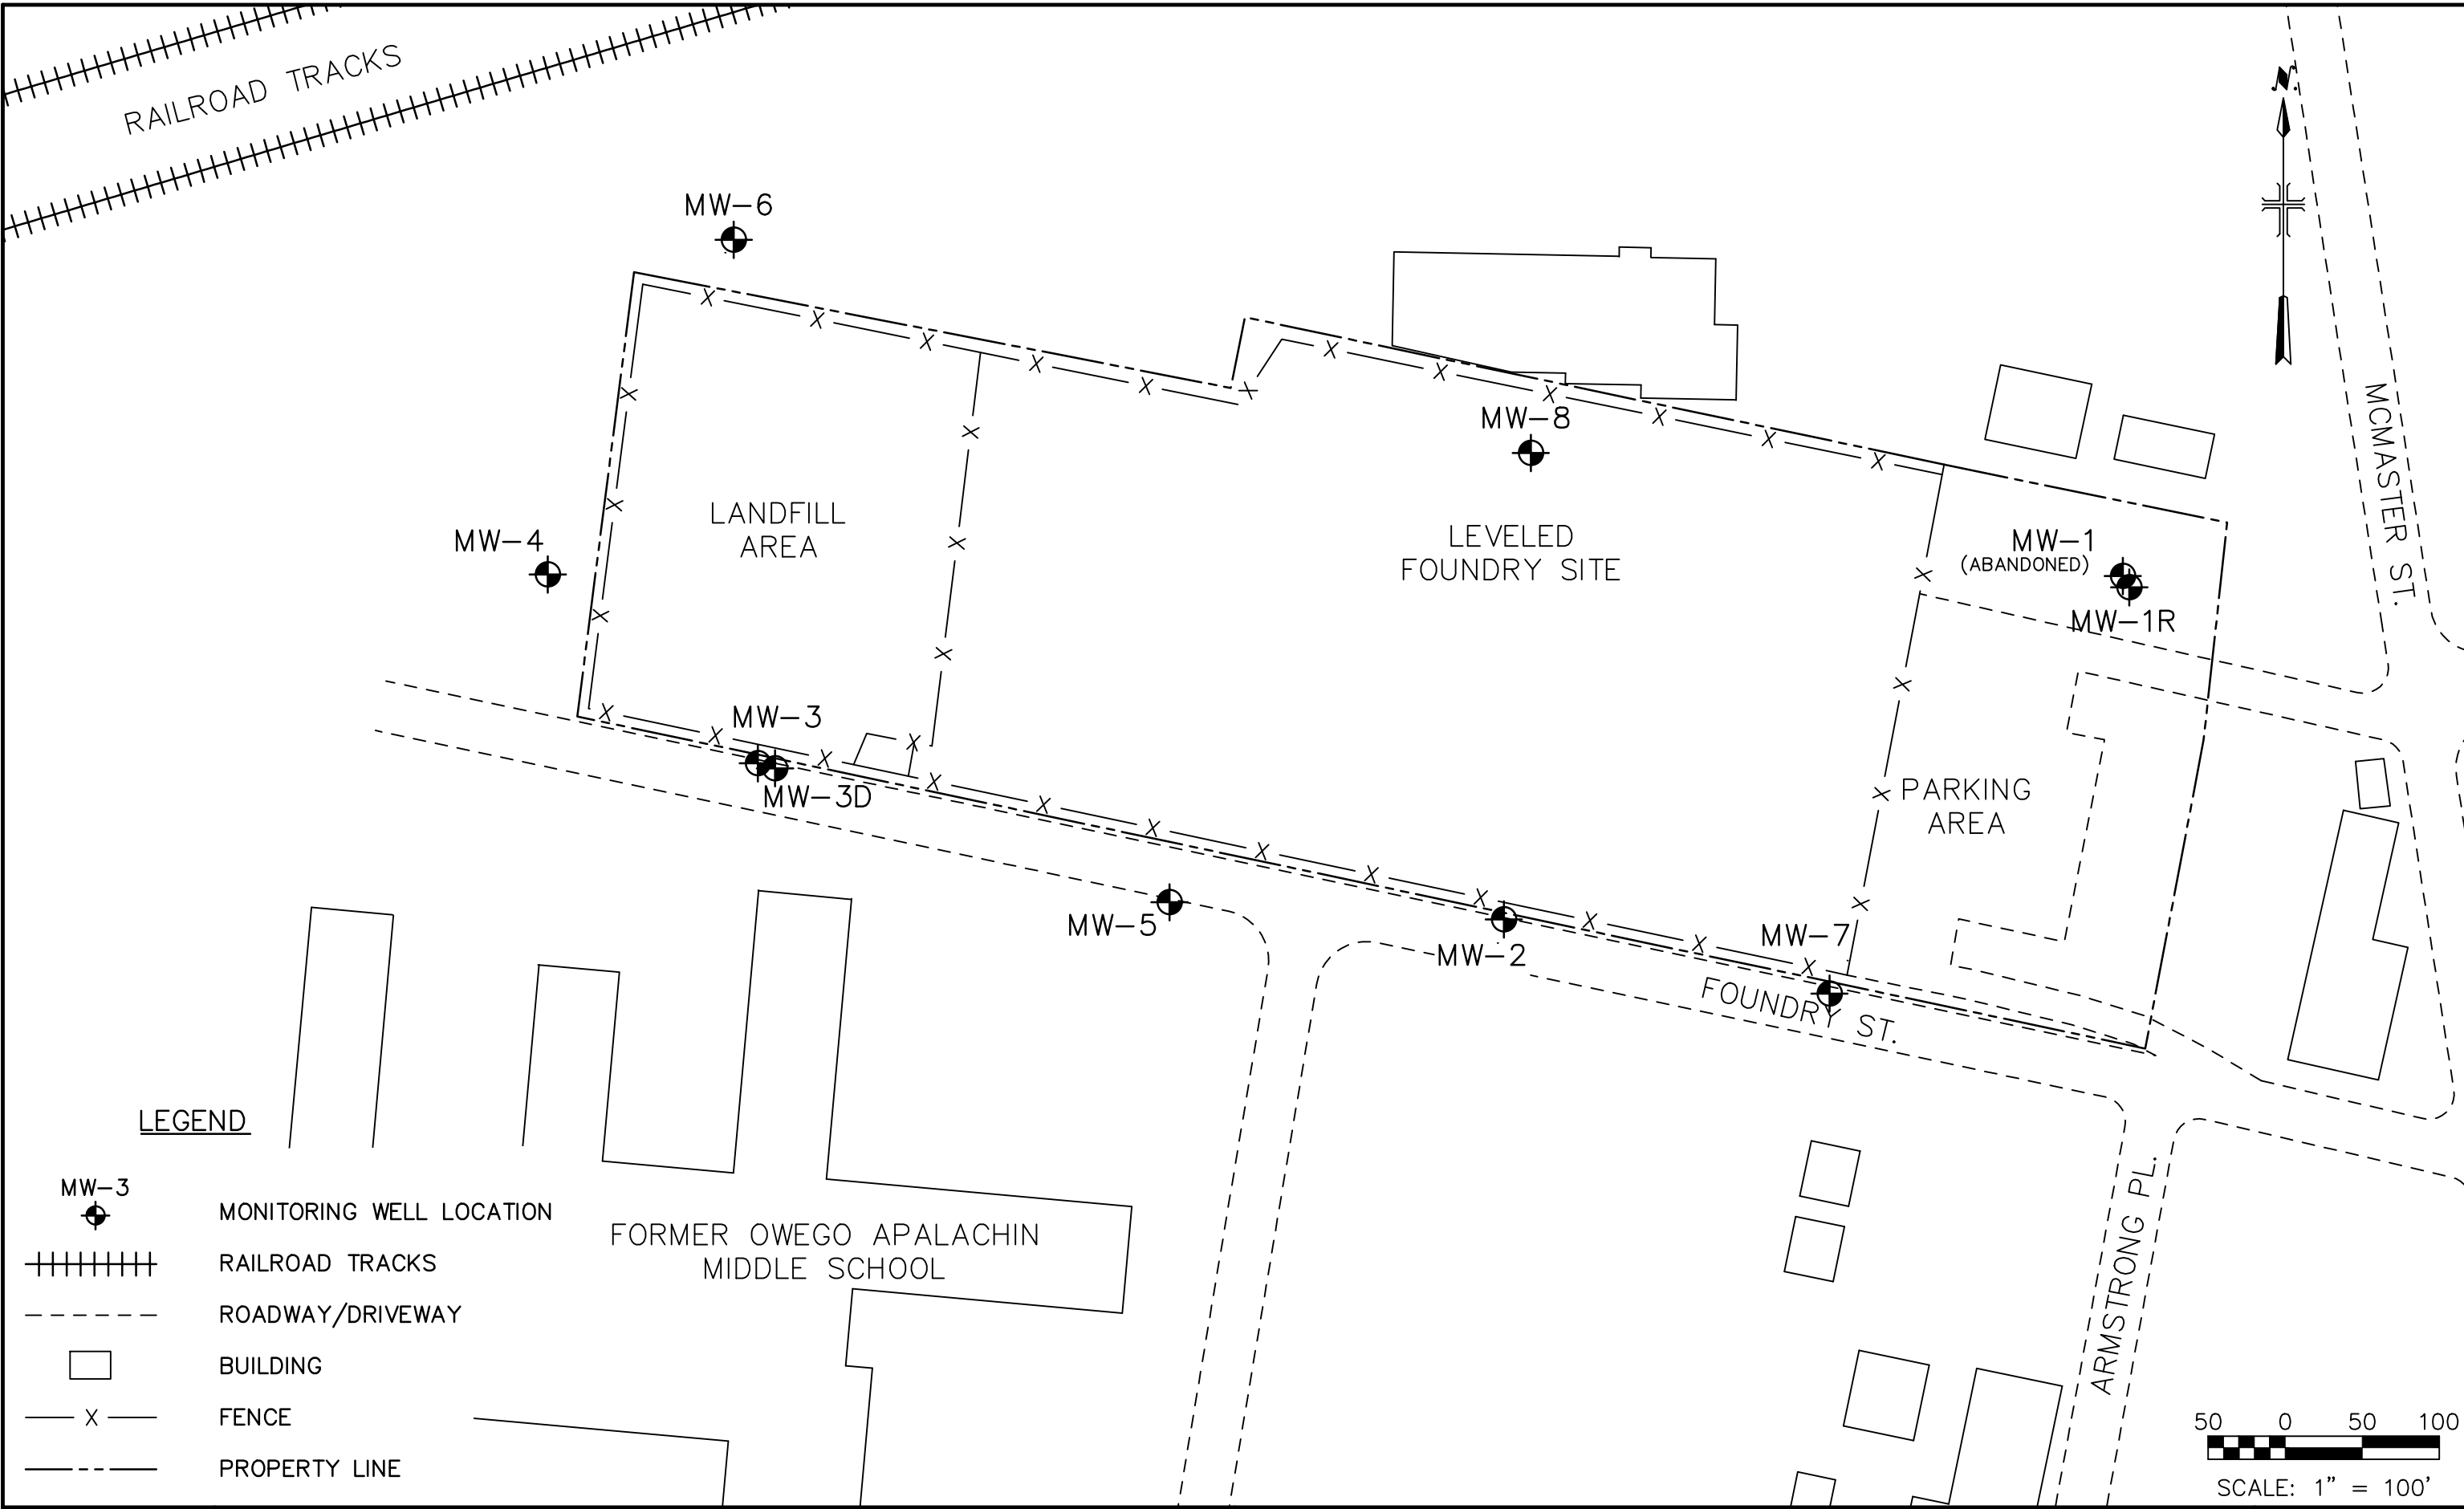 RAILROAD TRACKS
N.
MW-6
MW-8
MCMASTER ST.
MW-4
LANDFILL
AREA
LEVELED
FOUNDRY SITE
MW-1
(ABANDONED)
MW-1R
MW-3
MW-3D
PARKING
AREA
MW-5
MW-2
MW-7
FOUNDRY ST.
LEGEND
MW-3
MONITORING WELL LOCATION
RAILROAD TRACKS
ROADWAY/DRIVEWAY
BUILDING
X FENCE
PROPERTY LINE
FORMER OWEGO APALACHIN
MIDDLE SCHOOL
ARMSTRONG PL.
50 0 50 100
SCALE: 1" = 100'